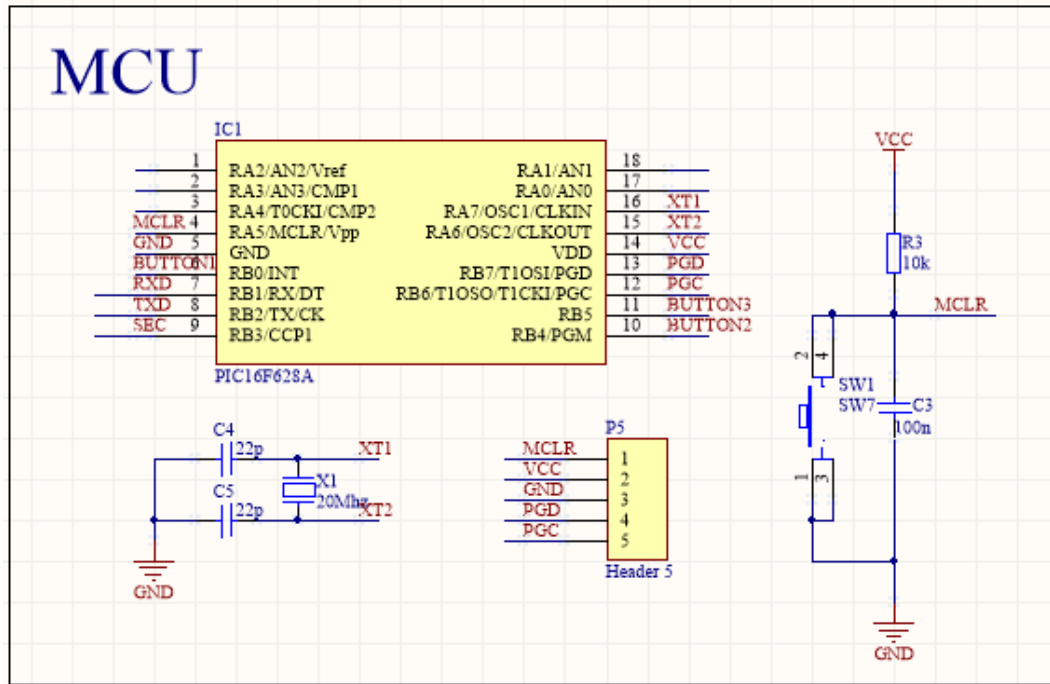 MCU
IC1
1 RA2/AN2/Vref RA1/AN1 18
2 RA3/AN3/CMP1 RA0/AN0 17
3 RA4/T0CKI/CMP2 RA7/OSC1/CLKIN 16 XT1
MCLR 4 RA5/MCLR/Vpp RA6/OSC2/CLKOUT 15 XT2
GND 5 GND VDD 14 VCC
BUTTON1 6 RB0/INT RB7/T1OSI/PGD 13 PGD
RXD 7 RB1/RX/DT RB6/T1OSO/T1CKI/PGC 12 PGC
TXD 8 RB2/TX/CK RB5 11 BUTTON3
SEC 9 RB3/CCP1 RB4/PGM 10 BUTTON2
PIC16F628A
VCC
R3
10k
MCLR
2 4
SW1
SW7
C3
100n
1 3
GND
C4
22p
XT1
X1
20Mhz
C5
22p
XT2
GND
P5
MCLR 1
VCC 2
GND 3
PGD 4
PGC 5
Header 5